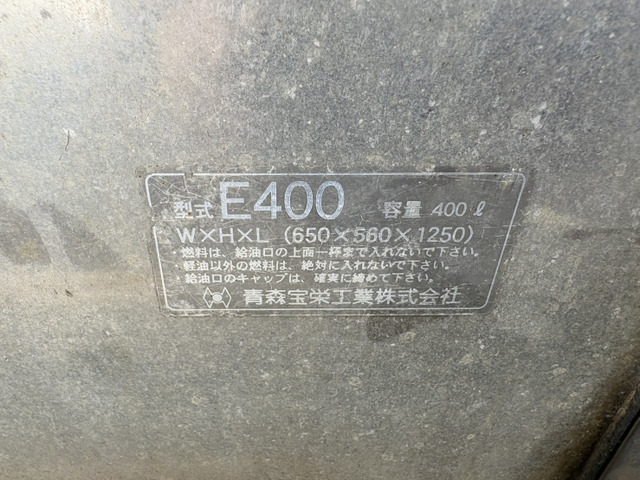 型式 E400 容量 400ℓ
W×H×L (650×560×1250)
・燃料は、給油口の上面一杯まで入れないで下さい。
・軽油以外の燃料は、絶対に入れないで下さい。
・給油口のキャップは、確実に締めて下さい。
青森宝栄工業株式会社